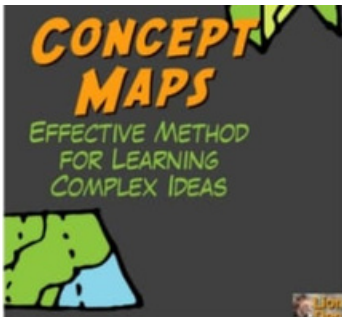 CONCEPT
MAPS
EFFECTIVE METHOD
FOR LEARNING
COMPLEX IDEAS